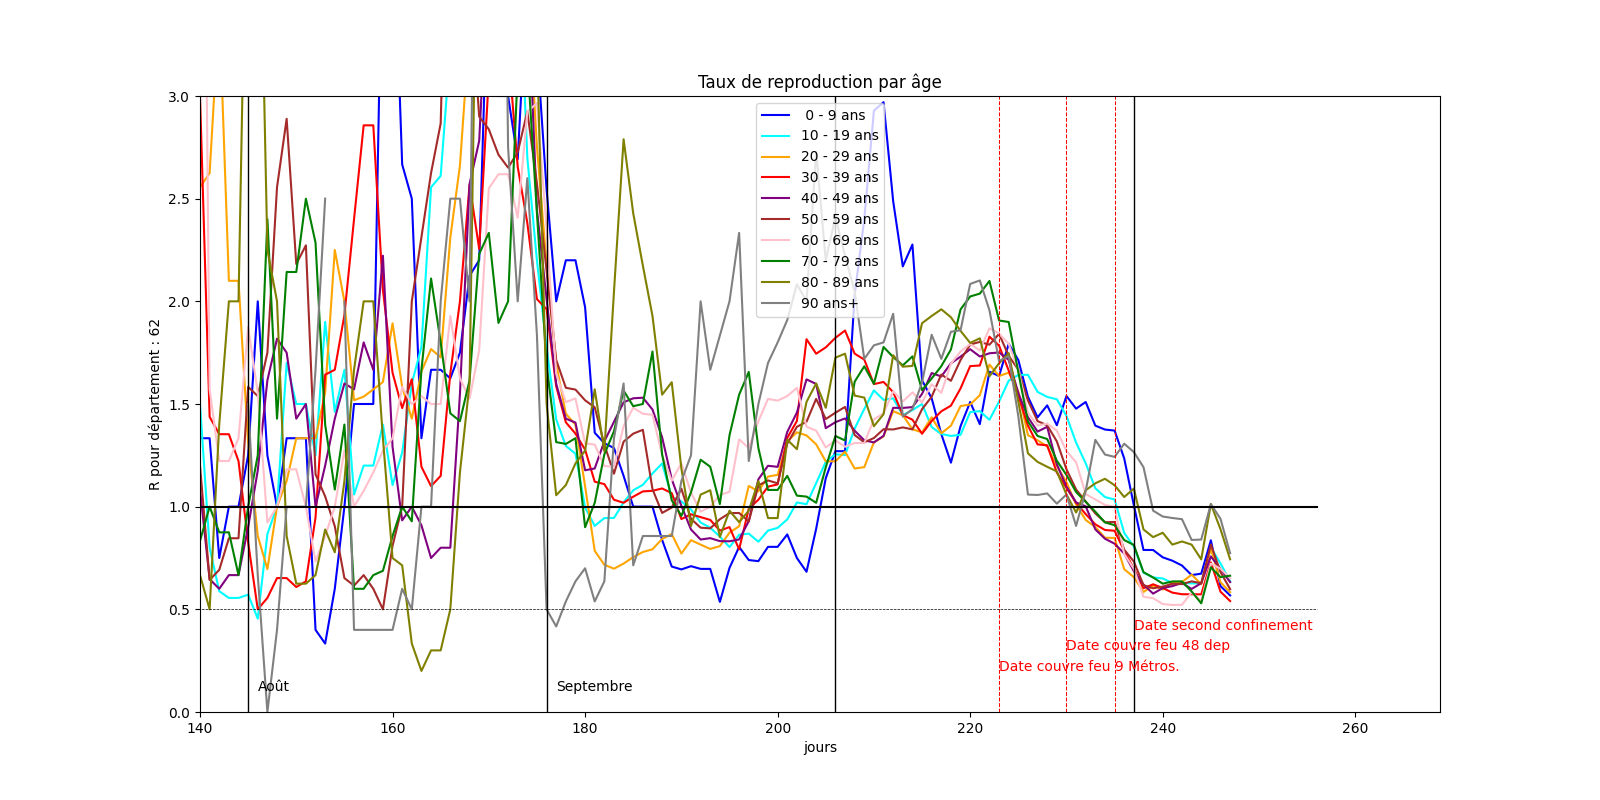 Taux de reproduction par âge
3.0
2.5
2.0
1.5
1.0
0.5
0.0
R pour département : 62
0 - 9 ans
10 - 19 ans
20 - 29 ans
30 - 39 ans
40 - 49 ans
50 - 59 ans
60 - 69 ans
70 - 79 ans
80 - 89 ans
90 ans+
Date second confinement
Date couvre feu 48 dep
Date couvre feu 9 Métros.
Août
Septembre
140 160 180 200 220 240 260
jours